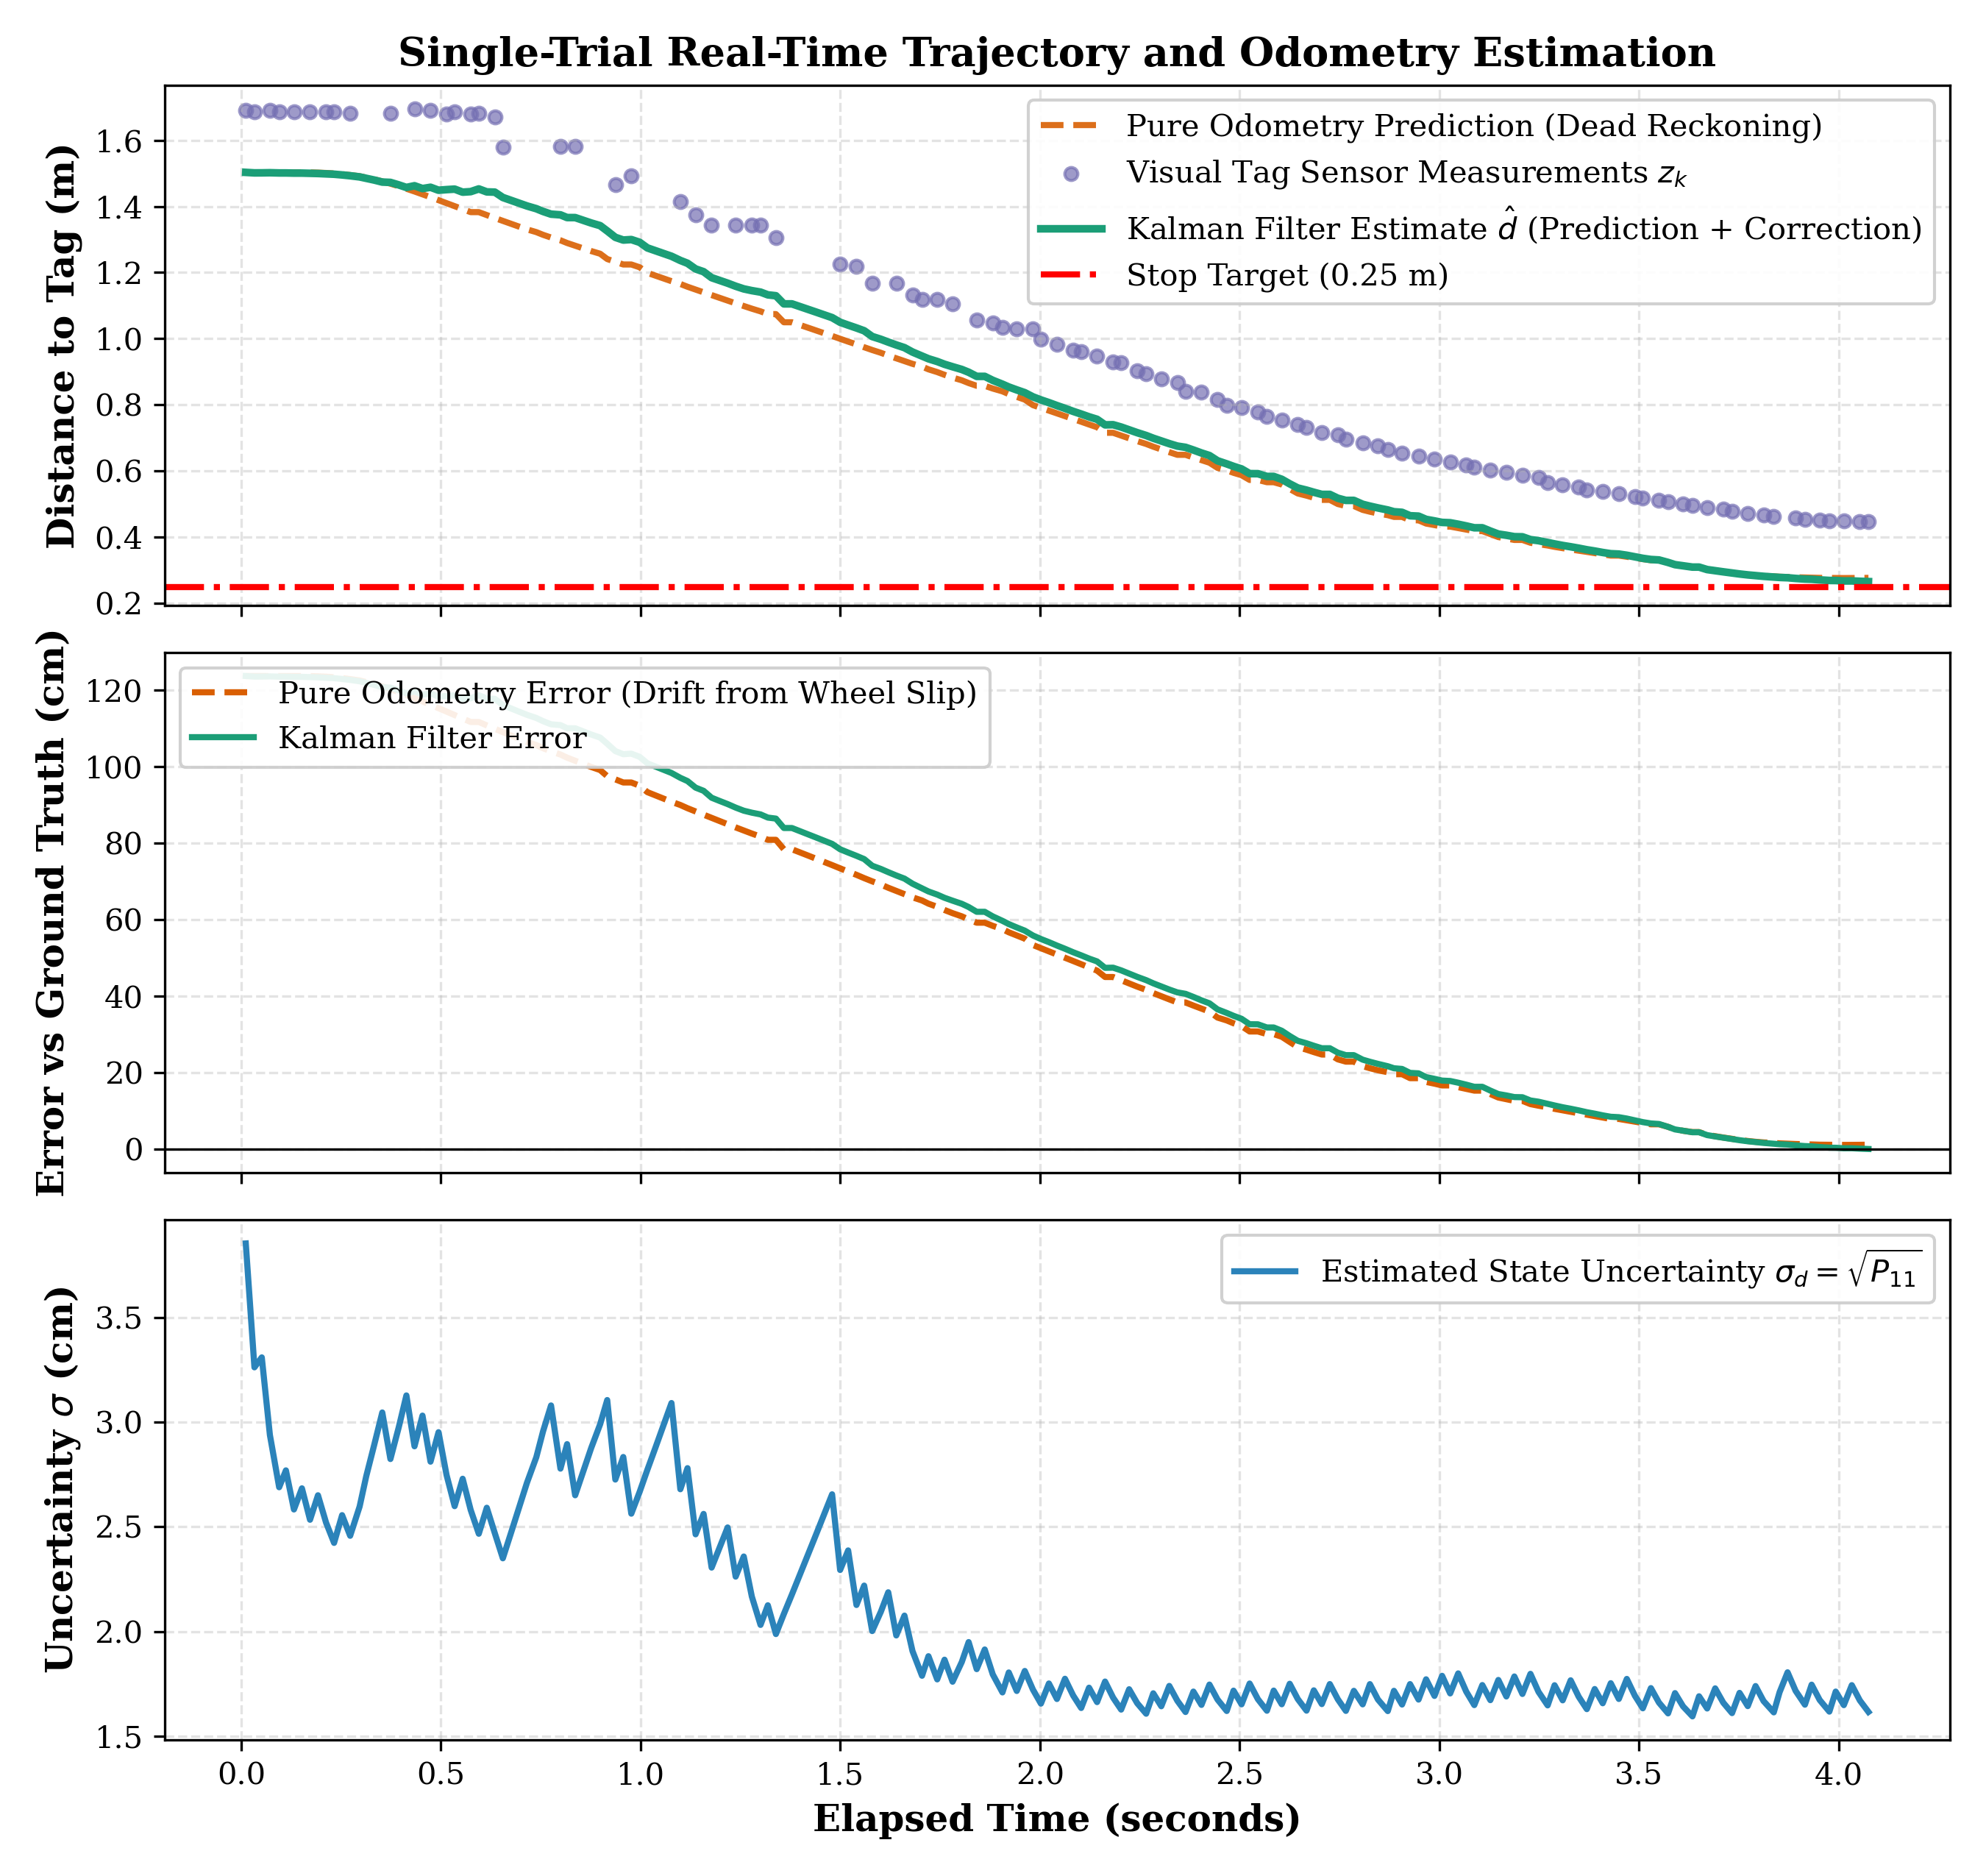 Single-Trial Real-Time Trajectory and Odometry Estimation
Distance to Tag (m)
1.6
1.4
1.2
1.0
0.8
0.6
0.4
0.2
Pure Odometry Prediction (Dead Reckoning)
Visual Tag Sensor Measurements $z_k$
Kalman Filter Estimate $\hat{d}$ (Prediction + Correction)
Stop Target (0.25 m)
Error vs Ground Truth (cm)
120
100
80
60
40
20
0
Pure Odometry Error (Drift from Wheel Slip)
Kalman Filter Error
Uncertainty σ (cm)
3.5
3.0
2.5
2.0
1.5
Estimated State Uncertainty $\sigma_d = \sqrt{P_{11}}$
0.0 0.5 1.0 1.5 2.0 2.5 3.0 3.5 4.0
Elapsed Time (seconds)